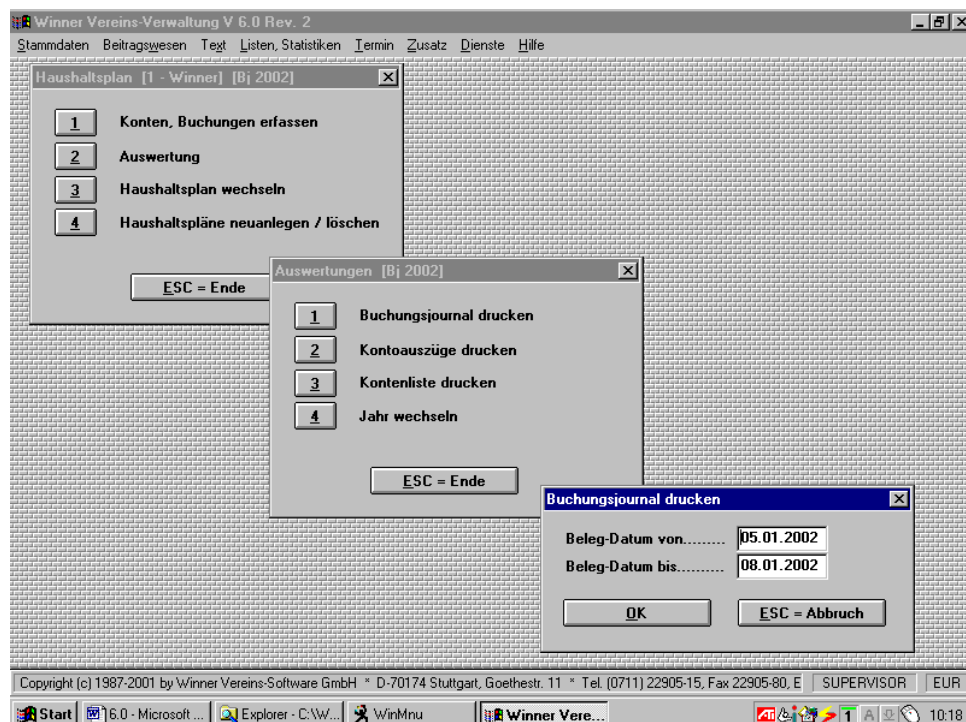 Winner Vereins-Verwaltung V 6.0 Rev. 2
Stammdaten Beitragswesen Text Listen, Statistiken Termin Zusatz Dienste Hilfe
Haushaltsplan [1 - Winner] [Bj 2002]
1 Konten, Buchungen erfassen
2 Auswertung
3 Haushaltsplan wechseln
4 Haushaltspläne neuanlegen / löschen
ESC = Ende
Auswertungen [Bj 2002]
1 Buchungsjournal drucken
2 Kontoauszüge drucken
3 Kontenliste drucken
4 Jahr wechseln
ESC = Ende
Buchungsjournal drucken
Beleg-Datum von......... 05.01.2002
Beleg-Datum bis.......... 08.01.2002
OK ESC = Abbruch
Copyright (c) 1987-2001 by Winner Vereins-Software GmbH * D-70174 Stuttgart, Goethestr. 11 * Tel. (0711) 22905-15, Fax 22905-80, E SUPERVISOR EUR
Start 6.0 - Microsoft ... Explorer - C:\W... WinMnu Winner Vere... ATI T A 10:18